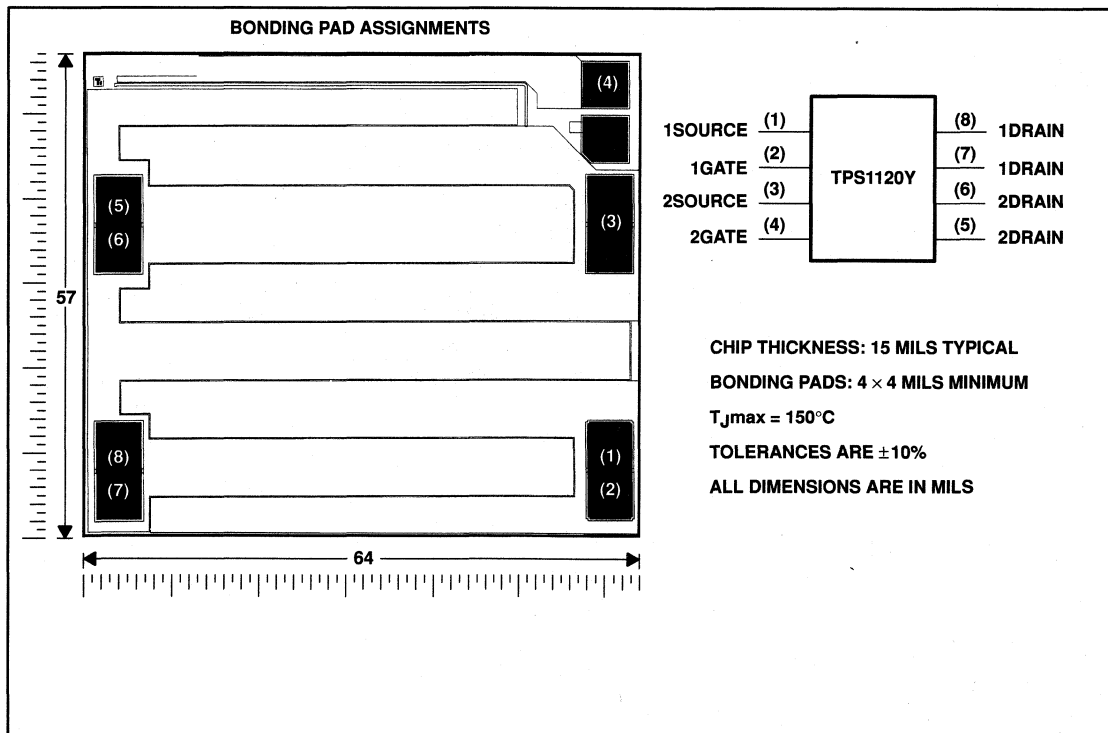 BONDING PAD ASSIGNMENTS
(4)
(5)
(6)
(3)
57
(8)
(7)
(1)
(2)
64
1SOURCE (1)
1GATE (2)
2SOURCE (3)
2GATE (4)
TPS1120Y
(8) 1DRAIN
(7) 1DRAIN
(6) 2DRAIN
(5) 2DRAIN
CHIP THICKNESS: 15 MILS TYPICAL
BONDING PADS: 4 × 4 MILS MINIMUM
TJmax = 150°C
TOLERANCES ARE ±10%
ALL DIMENSIONS ARE IN MILS